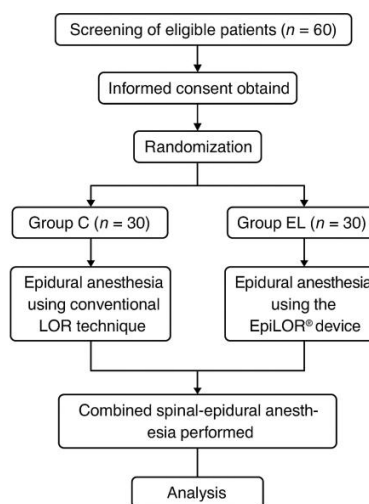 Screening of eligible patients (n = 60)
Informed consent obtaind
Randomization
Group C (n = 30)
Group EL (n = 30)
Epidural anesthesia
using conventional
LOR technique
Epidural anesthesia
using the
EpiLOR® device
Combined spinal-epidural anesth-
esia performed
Analysis